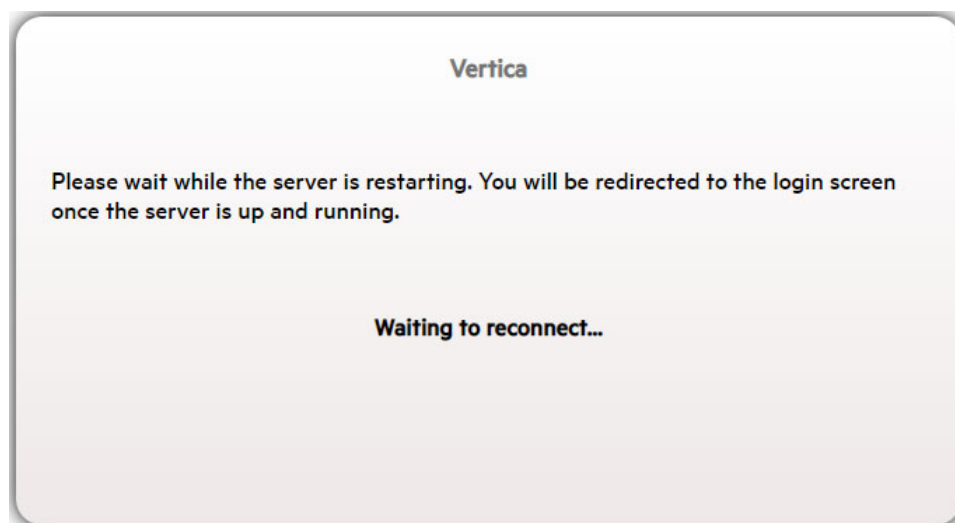 Vertica
Please wait while the server is restarting. You will be redirected to the login screen
once the server is up and running.
Waiting to reconnect...